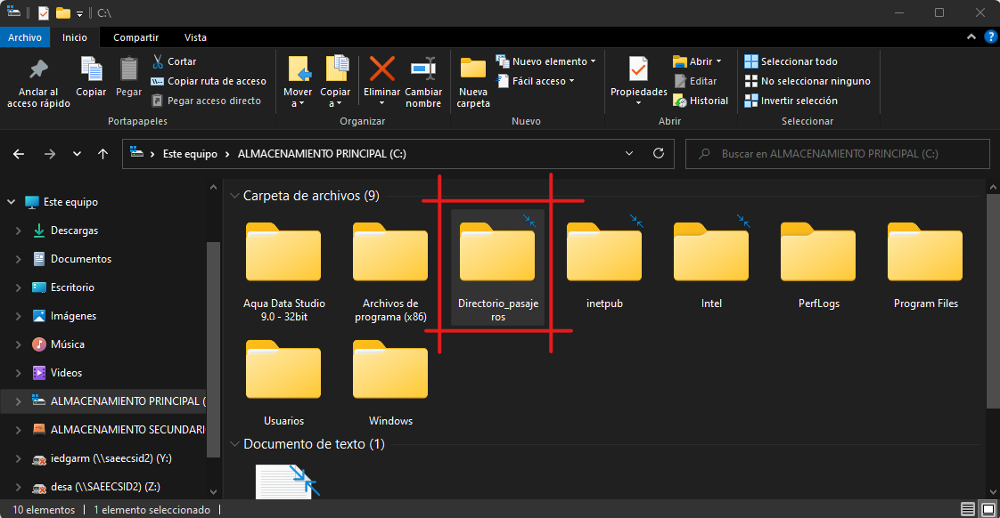 C:\
Archivo Inicio Compartir Vista
Anclar al acceso rápido
Copiar
Pegar
Cortar
Copiar ruta de acceso
Pegar acceso directo
Portapapeles
Mover a
Copiar a
Eliminar
Cambiar nombre
Organizar
Nueva carpeta
Nuevo elemento
Fácil acceso
Nuevo
Propiedades
Abrir
Editar
Historial
Abrir
Seleccionar todo
No seleccionar ninguno
Invertir selección
Seleccionar
Este equipo > ALMACENAMIENTO PRINCIPAL (C:)
Buscar en ALMACENAMIENTO PRINCIPAL (C:)
Este equipo
Descargas
Documentos
Escritorio
Imágenes
Música
Videos
ALMACENAMIENTO PRINCIPAL (
ALMACENAMIENTO SECUNDARI
iedgarm (\\saeecsid2) (Y:)
desa (\\SAEECSID2) (Z:)
Carpeta de archivos (9)
Aqua Data Studio
9.0 - 32bit
Archivos de
programa (x86)
Directorio_pasaje
ros
inetpub
Intel
PerfLogs
Program Files
Usuarios
Windows
Documento de texto (1)
10 elementos
1 elemento seleccionado